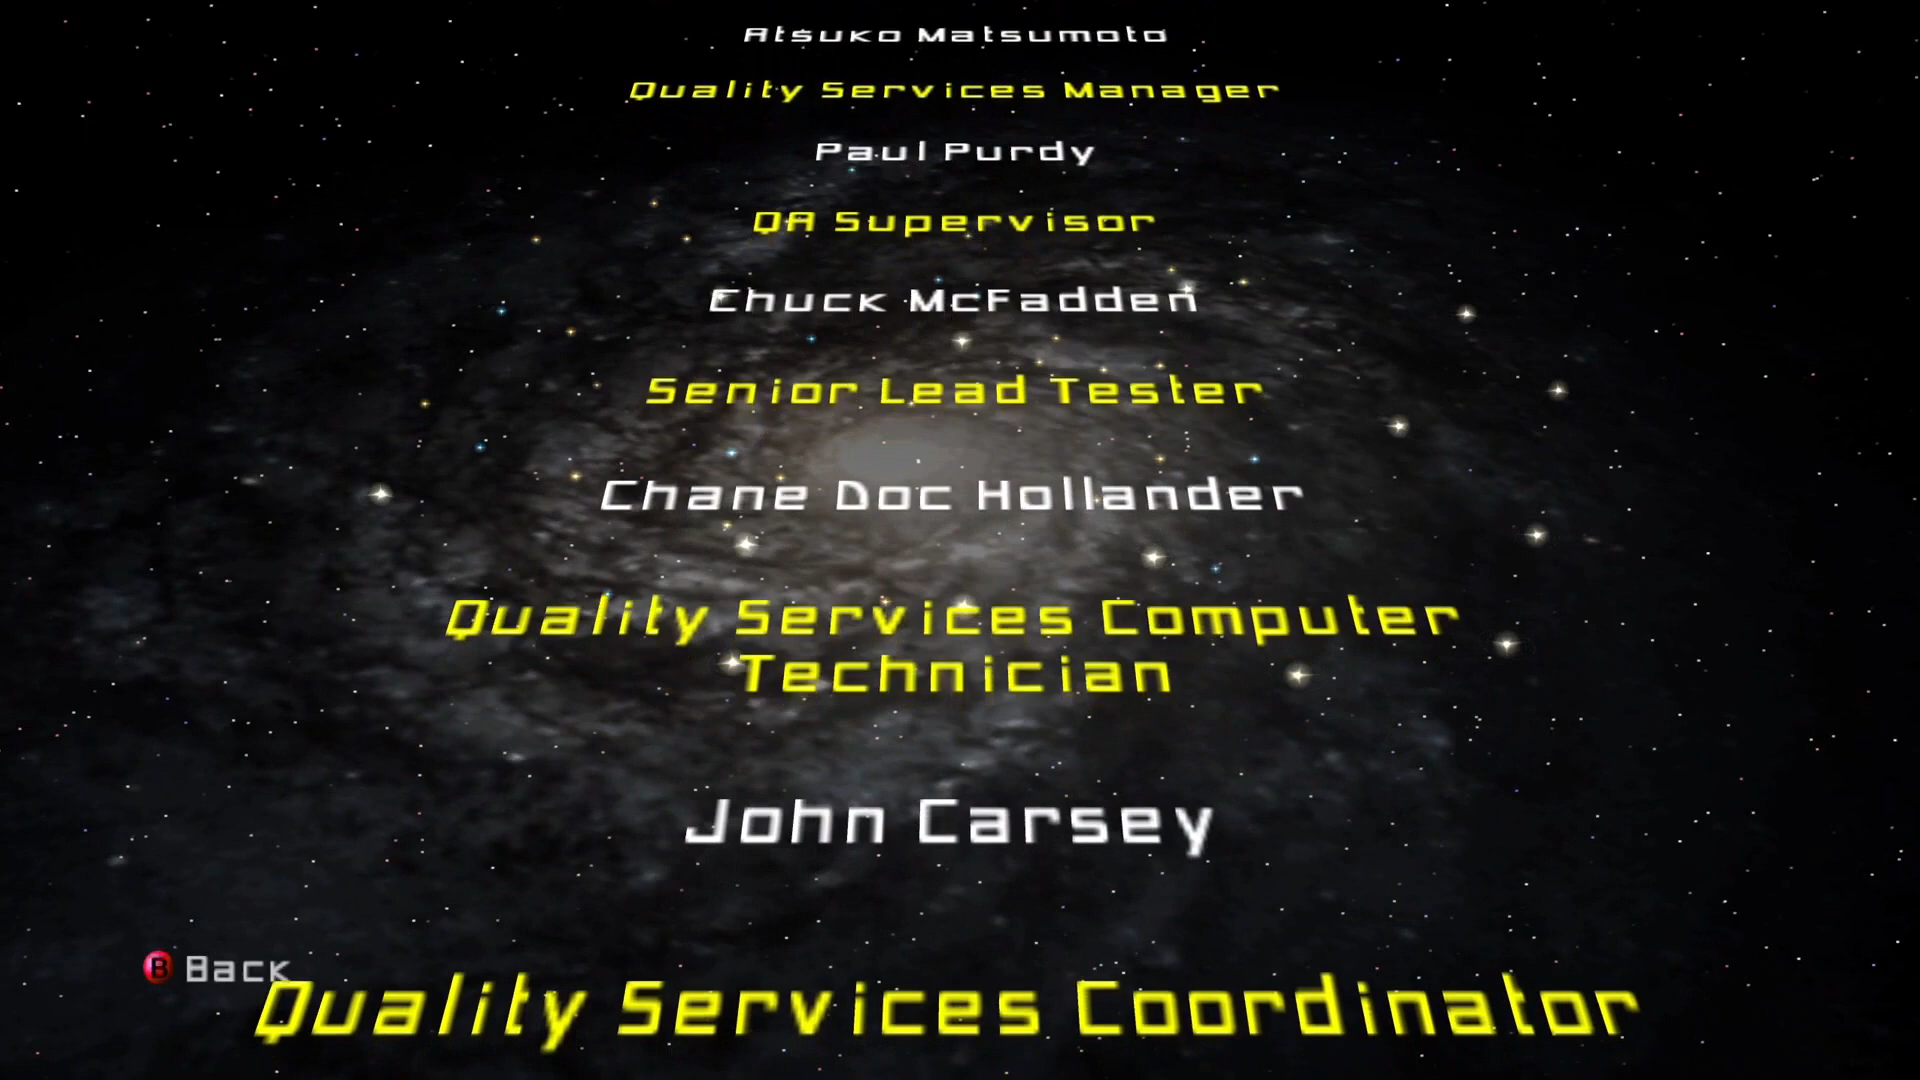 Atsuko Matsumoto
Quality Services Manager
Paul Purdy
QA Supervisor
Chuck McFadden
Senior Lead Tester
Chane Doc Hollander
Quality Services Computer
Technician
John Carsey
B Back
Quality Services Coordinator